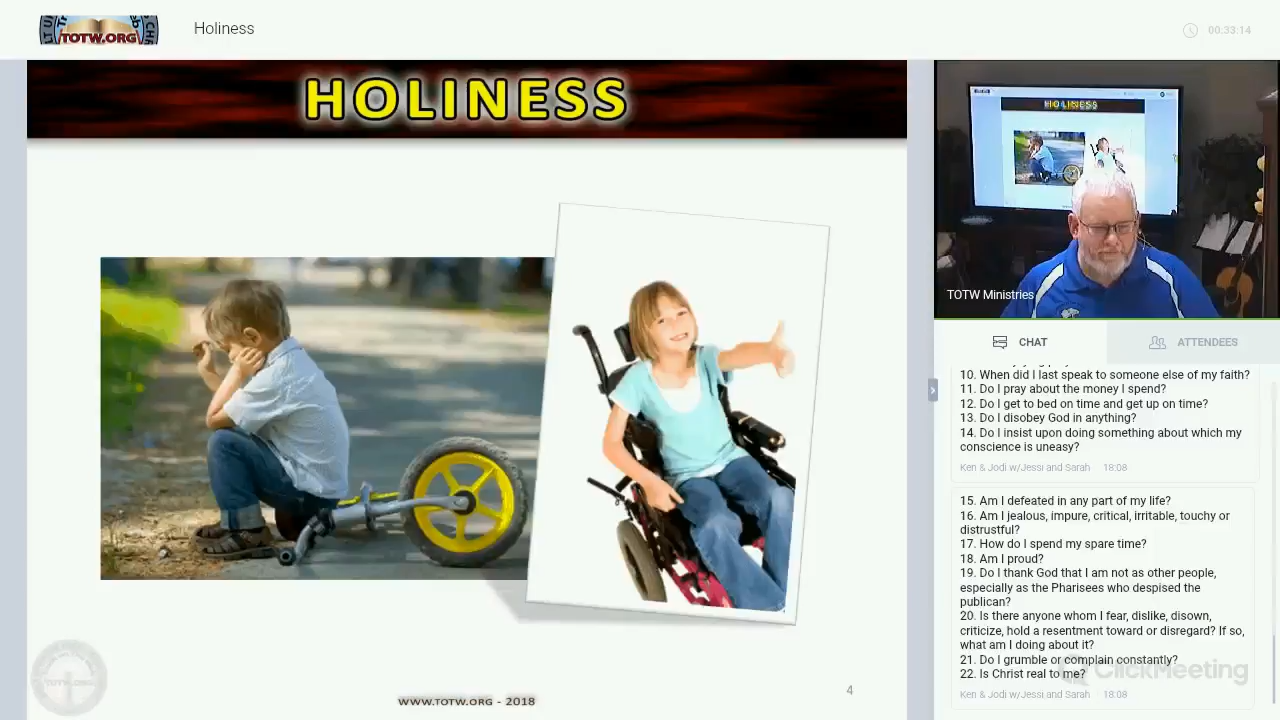 TOTW.ORG
Holiness
00:33:14
HOLINESS
HOLINESS
TOTW Ministries
CHAT
ATTENDEES
10. When did I last speak to someone else of my faith?
11. Do I pray about the money I spend?
12. Do I get to bed on time and get up on time?
13. Do I disobey God in anything?
14. Do I insist upon doing something about which my
conscience is uneasy?
Ken & Jodi w/Jessi and Sarah 18:08
15. Am I defeated in any part of my life?
16. Am I jealous, impure, critical, irritable, touchy or
distrustful?
17. How do I spend my spare time?
18. Am I proud?
19. Do I thank God that I am not as other people,
especially as the Pharisees who despised the
publican?
20. Is there anyone whom I fear, dislike, disown,
criticize, hold a resentment toward or disregard? If so,
what am I doing about it?
21. Do I grumble or complain constantly?
22. Is Christ real to me?
ClickMeeting
Ken & Jodi w/Jessi and Sarah 18:08
TOTW.ORG
WWW.TOTW.ORG - 2018
4